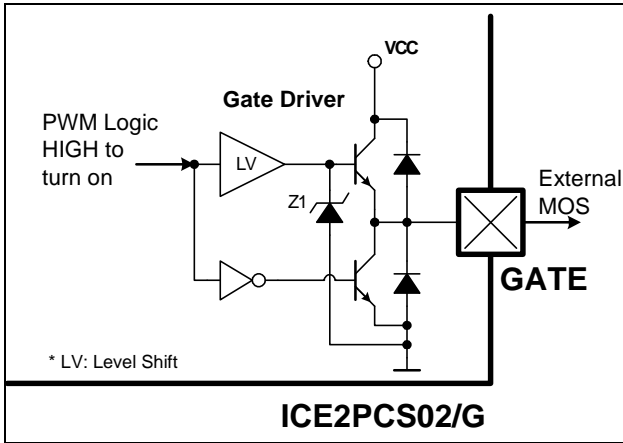 VCC
Gate Driver
PWM Logic
HIGH to
turn on
LV
Z1
External
MOS
GATE
* LV: Level Shift
ICE2PCS02/G